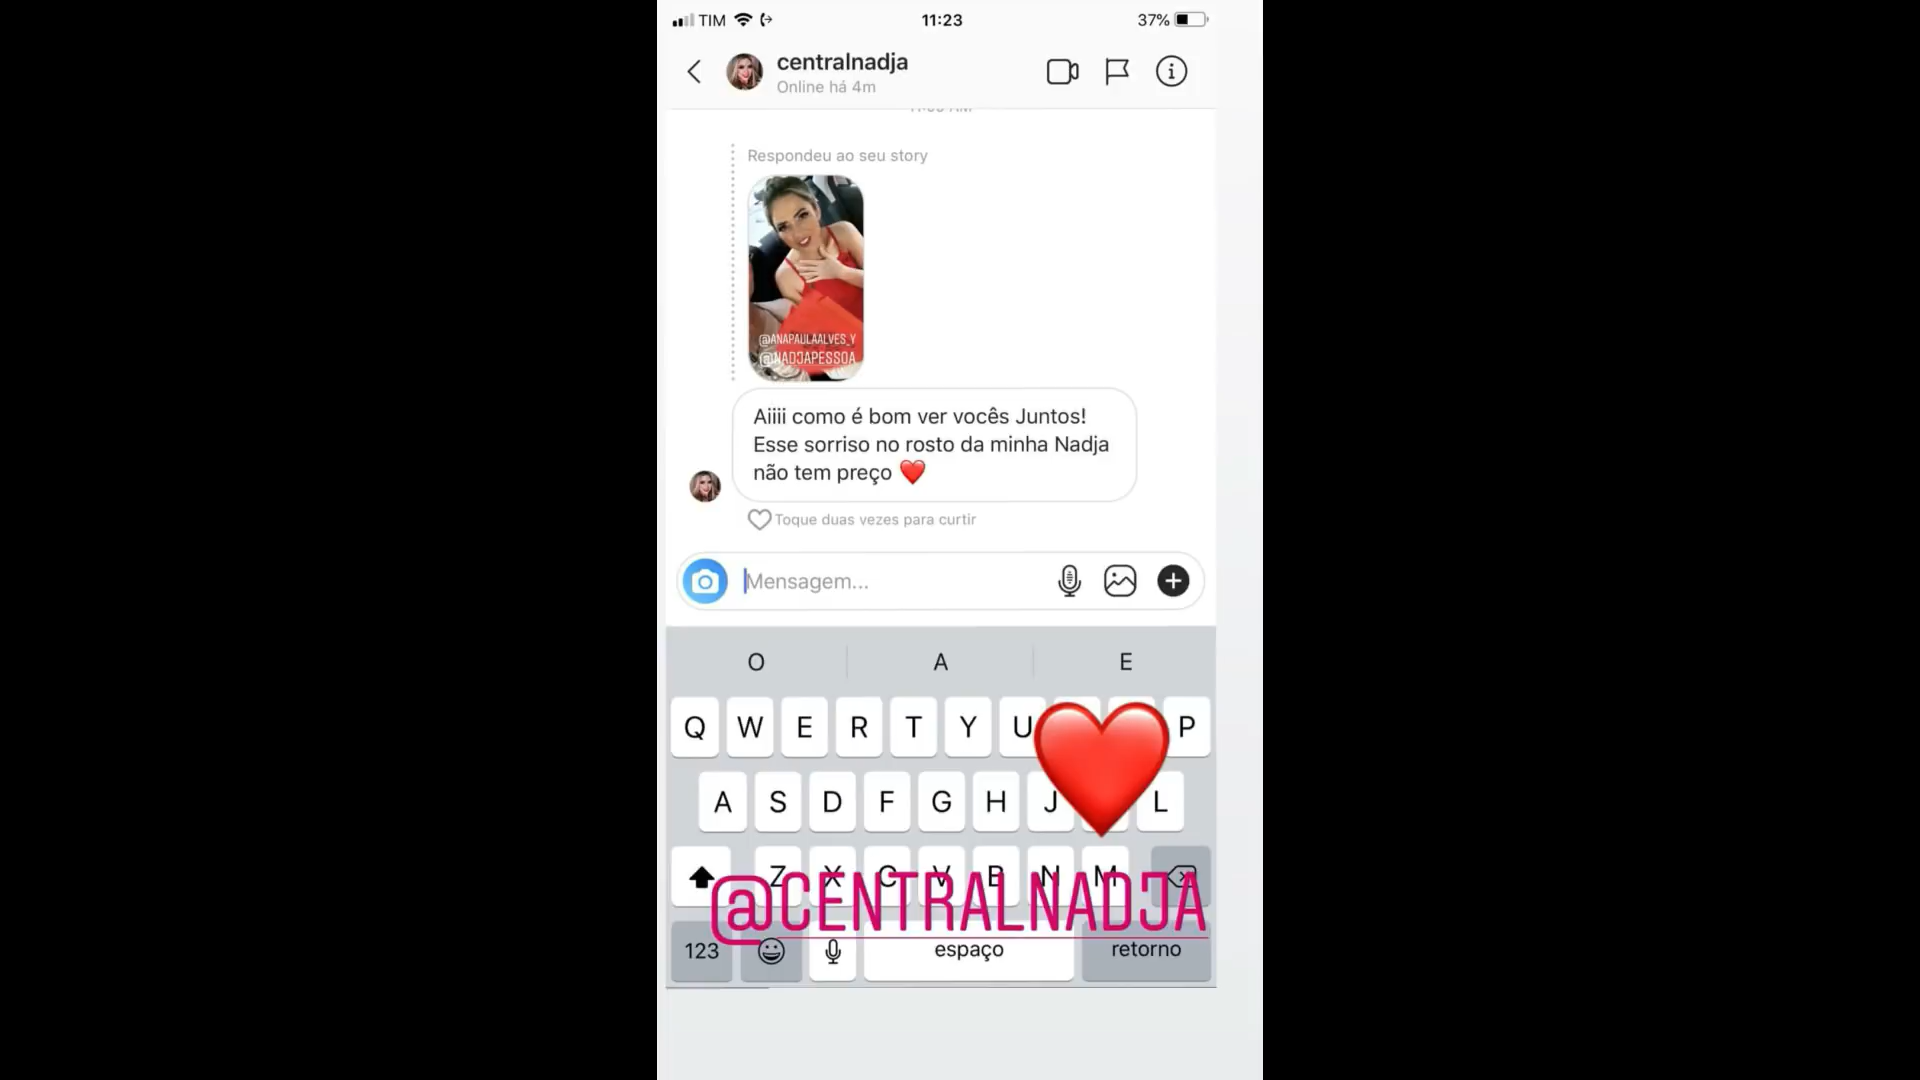 TIM
11:23
37%
centralnadja
Online há 4m
Respondeu ao seu story
@ANAPAULAALVES_Y
@NADJAPESSOA
Aiiii como é bom ver vocês Juntos!
Esse sorriso no rosto da minha Nadja
não tem preço ❤️
Toque duas vezes para curtir
Mensagem...
O A E
Q W E R T Y U P
A S D F G H J L
Z X C V B N M
@CENTRALNADJA
123 espaço retorno